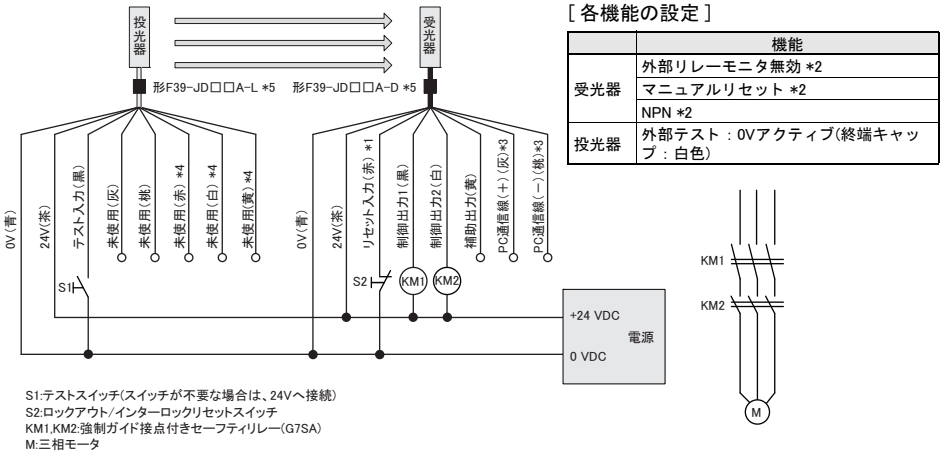 投光器
受光器
形F39-JD□□A-L *5
形F39-JD□□A-D *5
0V(青)
24V(茶)
テスト入力(黒)
未使用(灰)
未使用(桃)
未使用(赤) *4
未使用(白) *4
未使用(黄) *4
0V(青)
24V(茶)
リセット入力(赤) *1
制御出力1(黒)
制御出力2(白)
補助出力(黄)
PC通信線(+)(灰)*3
PC通信線(-)(桃)*3
S1
S2
KM1
KM2
+24 VDC
電源
0 VDC
S1:テストスイッチ(スイッチが不要な場合は、24Vへ接続)
S2:ロックアウト/インターロックリセットスイッチ
KM1,KM2:強制ガイド接点付きセーフティリレー(G7SA)
M:三相モータ
[ 各機能の設定 ]
機能
受光器
外部リレーモニタ無効 *2
マニュアルリセット *2
NPN *2
投光器
外部テスト：0Vアクティブ(終端キャッ
プ：白色)
KM1
KM2
M